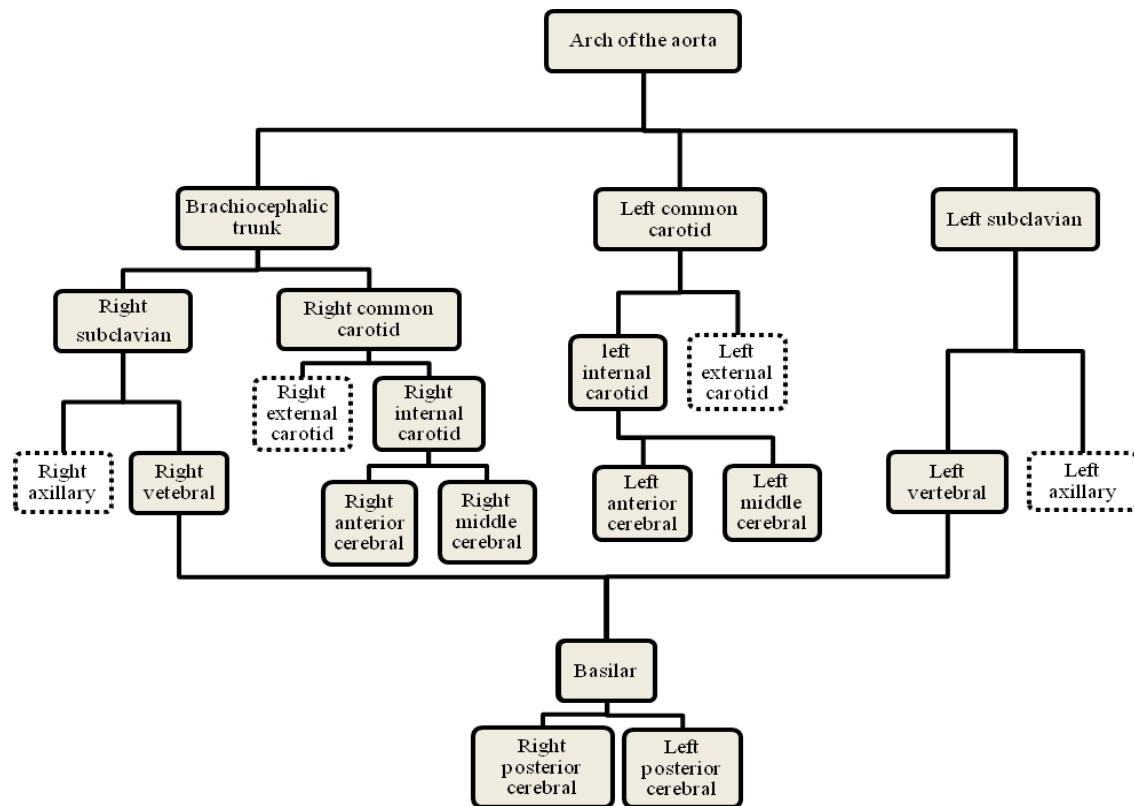 Arch of the aorta
Brachiocephalic
trunk
Left common
carotid
Left subclavian
Right
subclavian
Right common
carotid
left
internal
carotid
Left
external
carotid
Right
external
carotid
Right
internal
carotid
Right
axillary
Right
vetebral
Right
anterior
cerebral
Right
middle
cerebral
Left
anterior
cerebral
Left
middle
cerebral
Left
vertebral
Left
axillary
Basilar
Right
posterior
cerebral
Left
posterior
cerebral